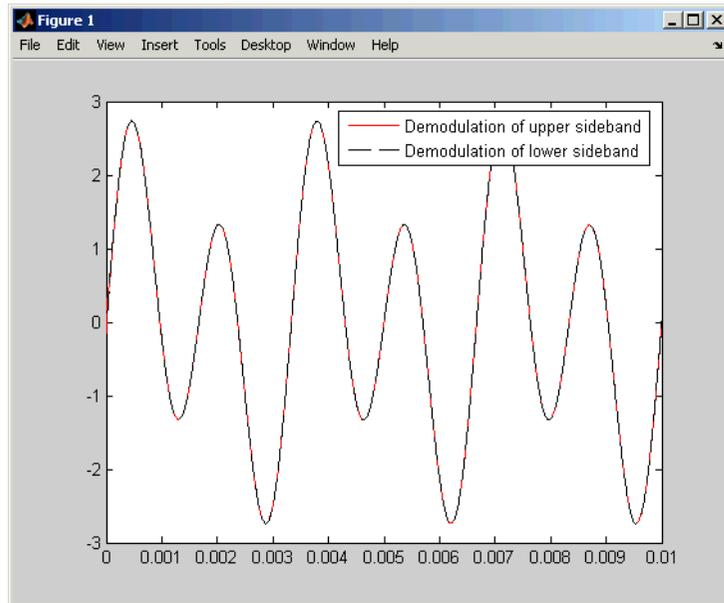 Figure 1
File Edit View Insert Tools Desktop Window Help
3
Demodulation of upper sideband
Demodulation of lower sideband
2
1
0
-1
-2
-3
0 0.001 0.002 0.003 0.004 0.005 0.006 0.007 0.008 0.009 0.01